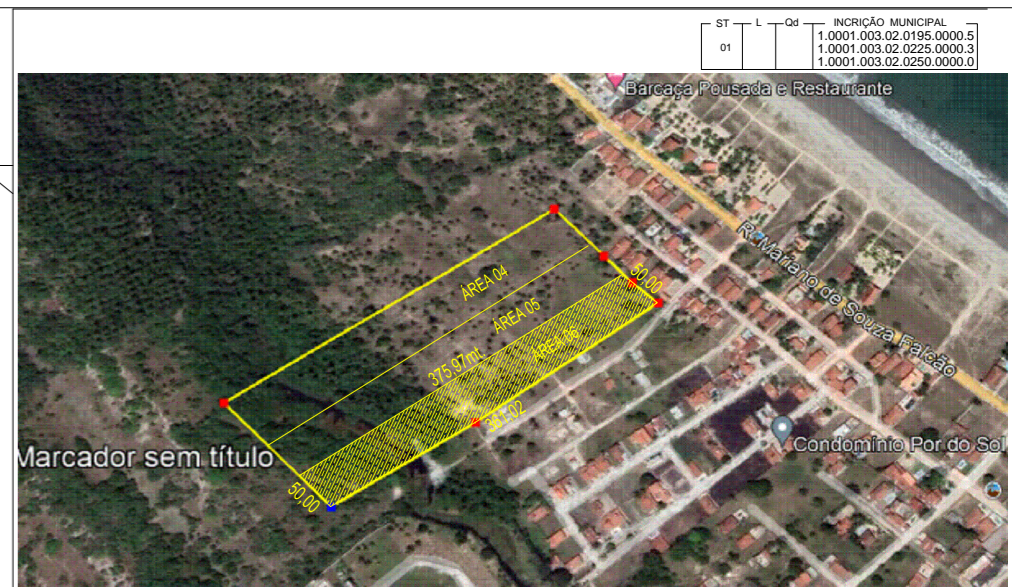 ST L Qd INCRIÇÃO MUNICIPAL
01
1.0001.003.02.0195.0000.5
1.0001.003.02.0225.0000.3
1.0001.003.02.0250.0000.0
Barcaça Pousada e Restaurante
R. Mariano de Souza Falcão
50.00
ÁREA 04
ÁREA 05
375.97mt.
ÁREA 06
361.02
Condomínio Por do Sol
Marcador sem título
50.00